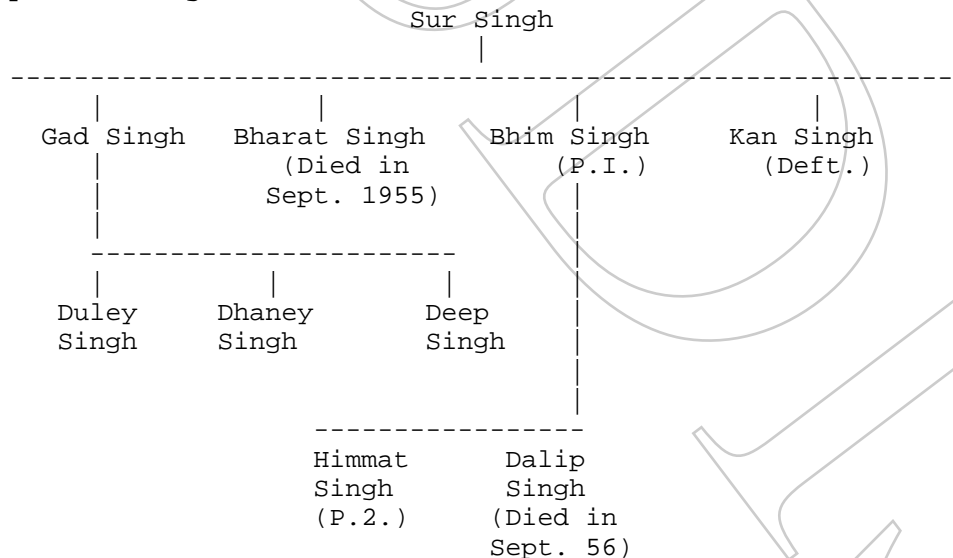 Sur Singh
Gad Singh Bharat Singh Bhim Singh Kan Singh
(Died in (P.I.) (Deft.)
Sept. 1955)
Duley Dhaney Deep
Singh Singh Singh
Himmat Dalip
Singh Singh
(P.2.) (Died in
Sept. 56)